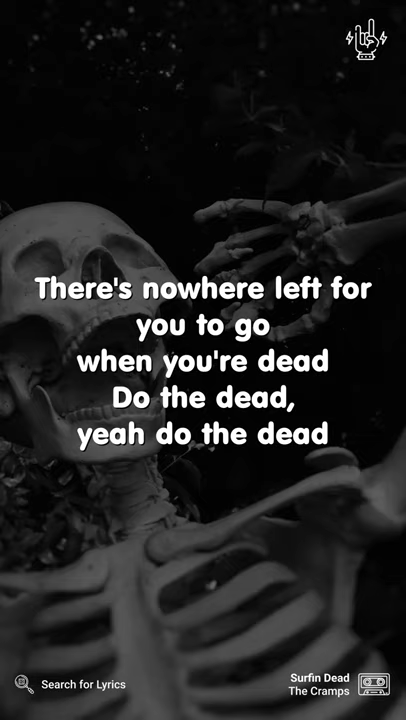 There's nowhere left for
you to go
when you're dead
Do the dead,
yeah do the dead
Search for Lyrics
Surfin Dead
The Cramps